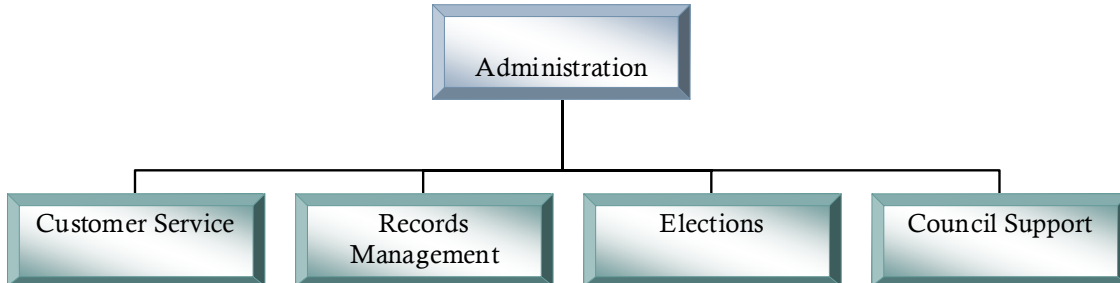 Administration
Customer Service
Records
Management
Elections
Council Support